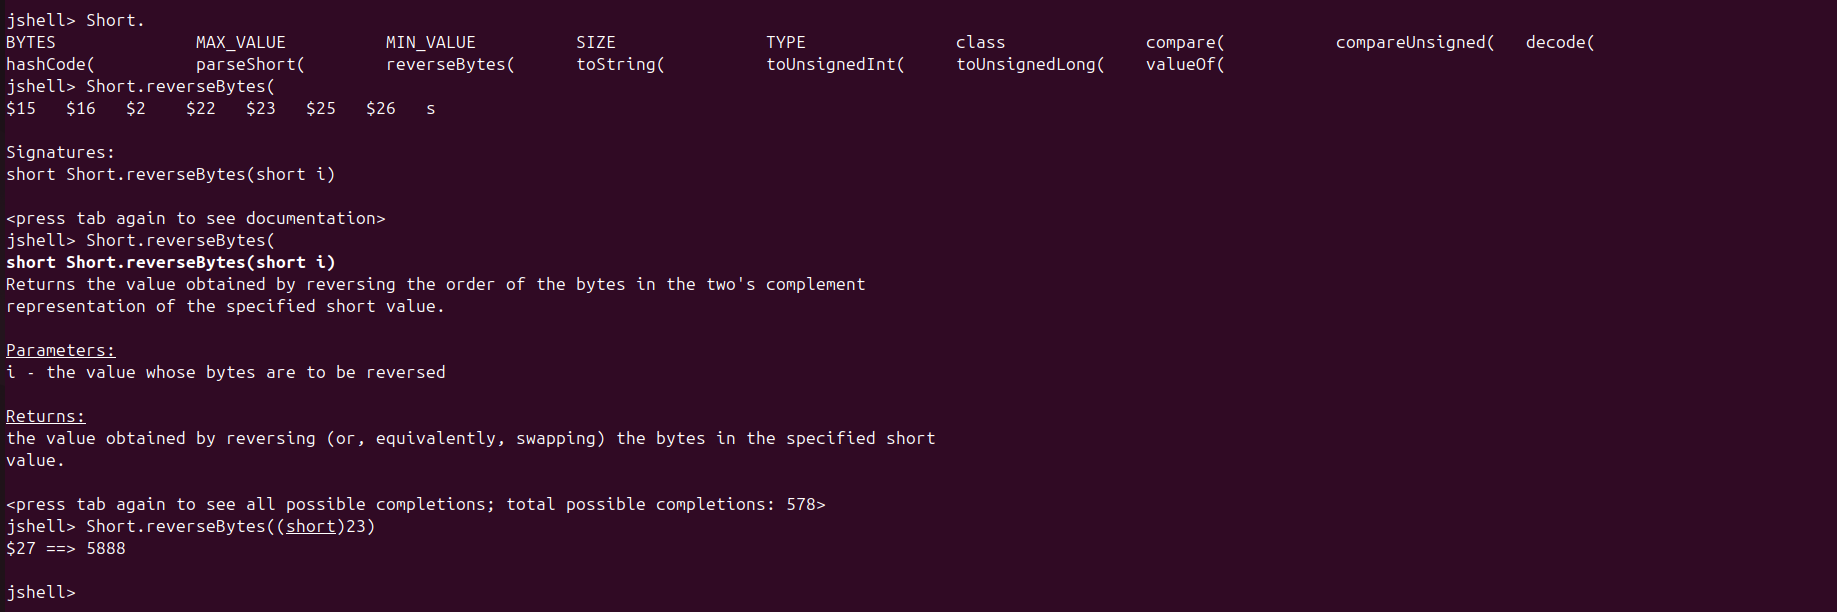 jshell> Short.
BYTES MAX_VALUE MIN_VALUE SIZE TYPE class compare( compareUnsigned( decode(
hashCode( parseShort( reverseBytes( toString( toUnsignedInt( toUnsignedLong( valueOf(
jshell> Short.reverseBytes(
$15 $16 $2 $22 $23 $25 $26 s
Signatures:
short Short.reverseBytes(short i)
<press tab again to see documentation>
jshell> Short.reverseBytes(
short Short.reverseBytes(short i)
Returns the value obtained by reversing the order of the bytes in the two's complement
representation of the specified short value.
Parameters:
i - the value whose bytes are to be reversed
Returns:
the value obtained by reversing (or, equivalently, swapping) the bytes in the specified short
value.
<press tab again to see all possible completions; total possible completions: 578>
jshell> Short.reverseBytes((short)23)
$27 ==> 5888
jshell>